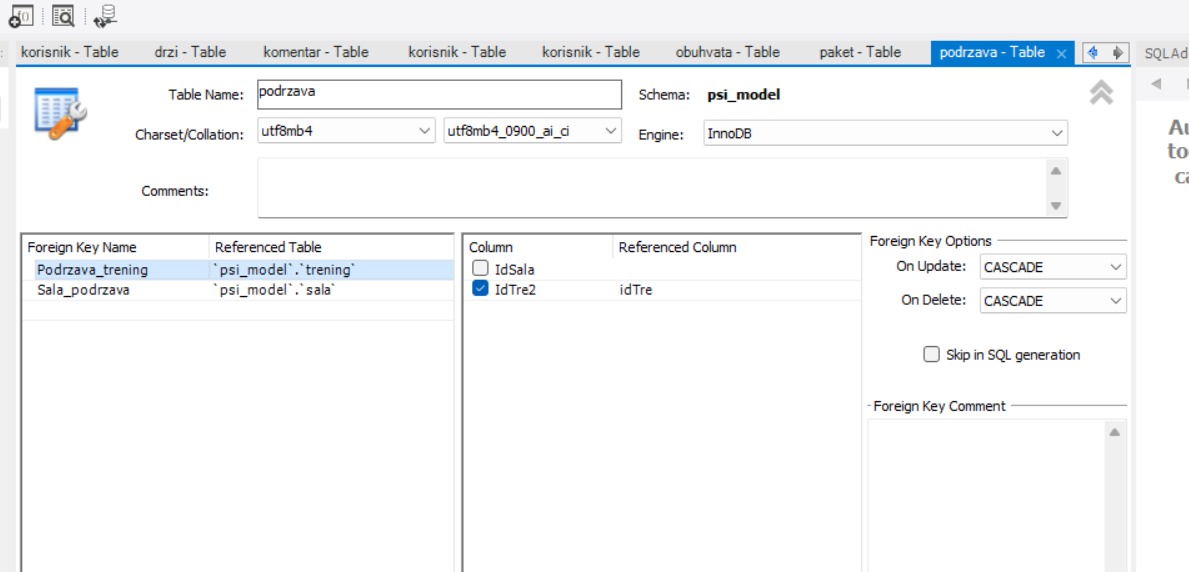 korisnik - Table drzi - Table komentar - Table korisnik - Table korisnik - Table obuhvata - Table paket - Table podrzava - Table × SQLAd
Table Name: podrzava Schema: psi_model
Charset/Collation: utf8mb4 utf8mb4_0900_ai_ci Engine: InnoDB
Comments:
Foreign Key Name Referenced Table
Podrzava_trening `psi_model`.`trening`
Sala_podrzava `psi_model`.`sala`
Column Referenced Column
IdSala
IdTre2 idTre
Foreign Key Options
On Update: CASCADE
On Delete: CASCADE
Skip in SQL generation
Foreign Key Comment
Au
to
ca